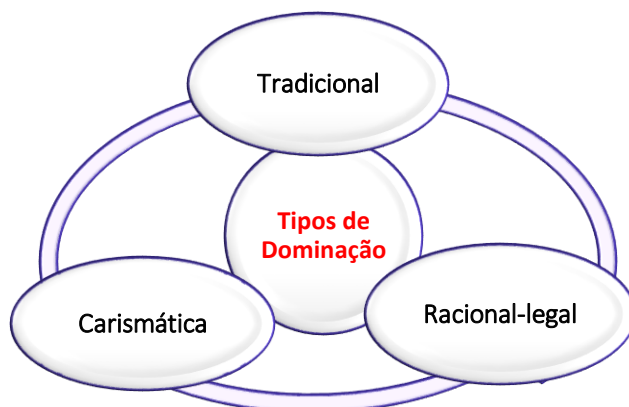 Tradicional
Tipos de
Dominação
Carismática
Racional-legal